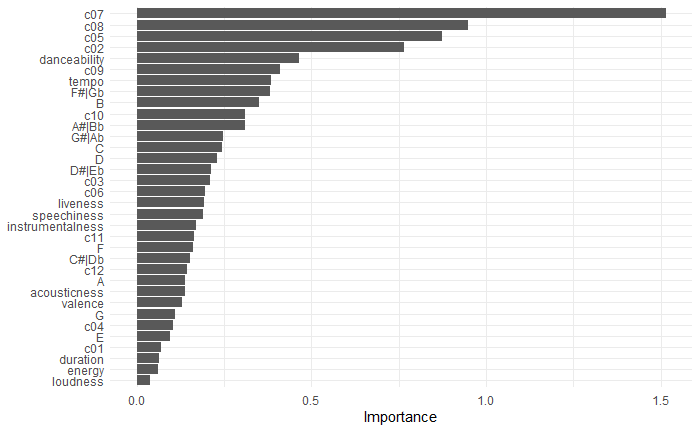 c07
c08
c05
c02
danceability
c09
tempo
F#|Gb
B
c10
A#|Bb
G#|Ab
C
D
D#|Eb
c03
c06
liveness
speechiness
instrumentalness
c11
F
C#|Db
c12
A
acousticness
valence
G
c04
E
c01
duration
energy
loudness
0.0 0.5 1.0 1.5
Importance